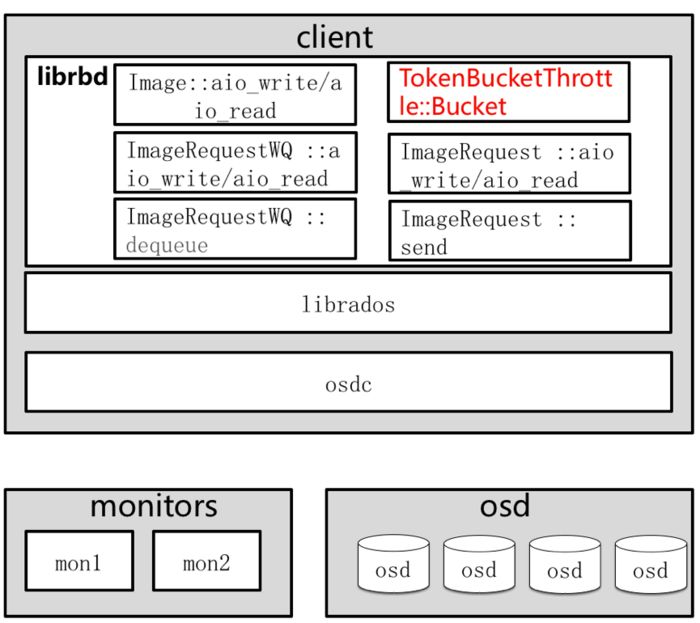 client
librbd
Image::aio_write/a
io_read
TokenBucketThrott
le::Bucket
ImageRequestWQ ::a
io_write/aio_read
ImageRequest ::aio
_write/aio_read
ImageRequestWQ ::
dequeue
ImageRequest ::
send
librados
osdc
monitors
mon1
mon2
osd
osd
osd
osd
osd